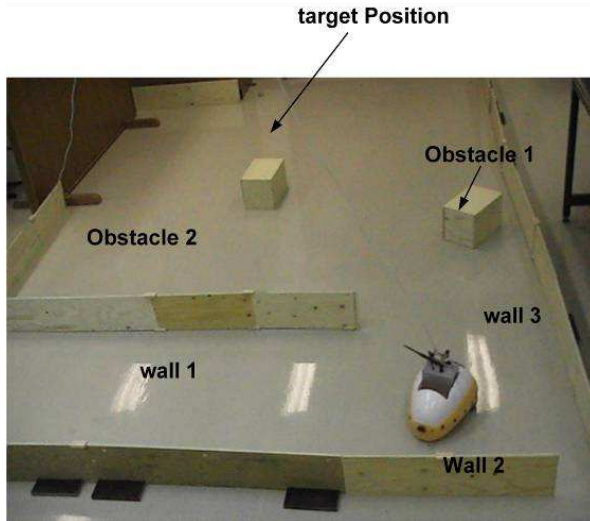 target Position
Obstacle 1
Obstacle 2
wall 3
wall 1
Wall 2